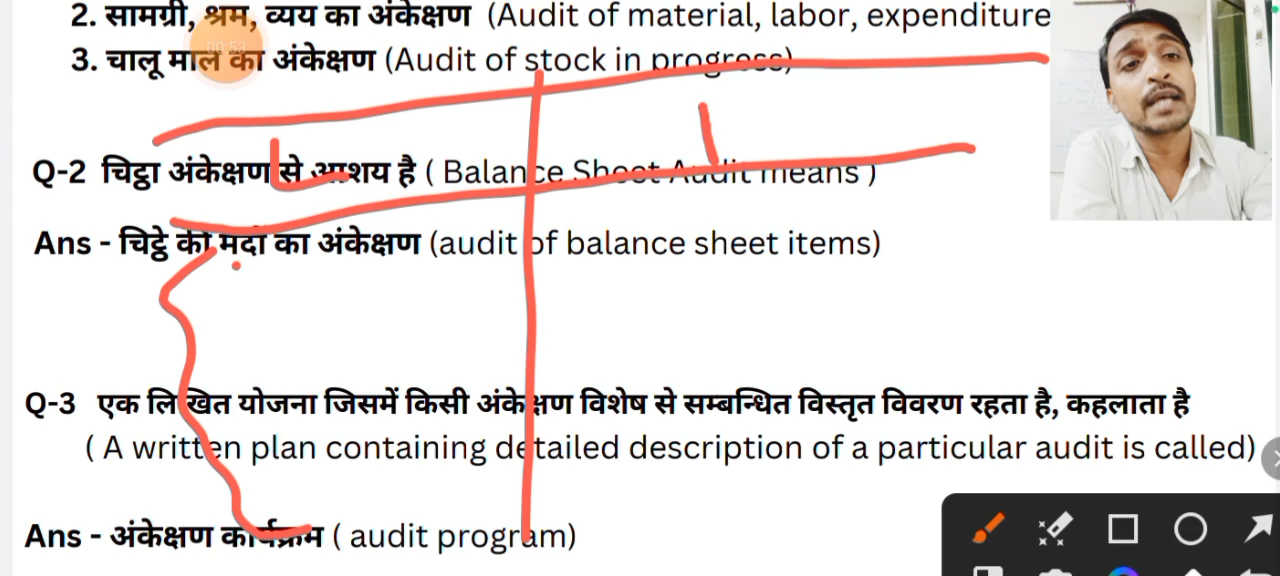 2. सामग्री, श्रम, व्यय का अंकेक्षण (Audit of material, labor, expenditure
00:53
3. चालू माल का अंकेक्षण (Audit of stock in progress)
Q-2 चिट्ठा अंकेक्षण से आशय है ( Balance Sheet Audit means )
Ans - चिट्ठे की मदों का अंकेक्षण (audit of balance sheet items)
Q-3 एक लिखित योजना जिसमें किसी अंकेक्षण विशेष से सम्बन्धित विस्तृत विवरण रहता है, कहलाता है
( A written plan containing detailed description of a particular audit is called)
Ans - अंकेक्षण कार्यक्रम ( audit program)